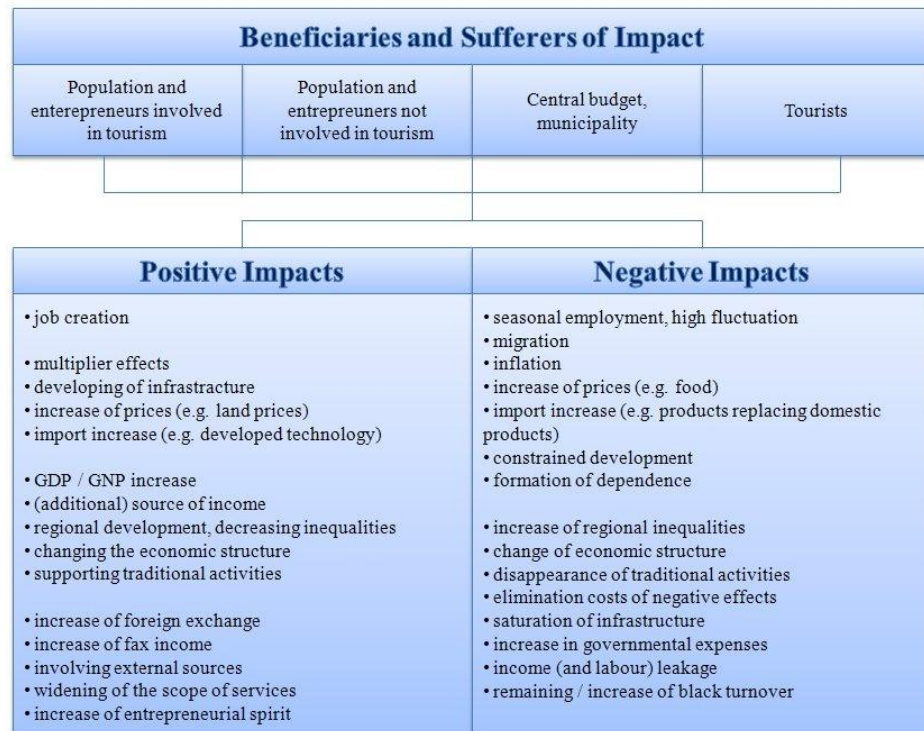 Beneficiaries and Sufferers of Impact
Population and
enterepreneurs involved
in tourism
Population and
entrepreuners not
involved in tourism
Central budget,
municipality
Tourists
Positive Impacts
• job creation
• multiplier effects
• developing of infrastracture
• increase of prices (e.g. land prices)
• import increase (e.g. developed technology)
• GDP / GNP increase
• (additional) source of income
• regional development, decreasing inequalities
• changing the economic structure
• supporting traditional activities
• increase of foreign exchange
• increase of fax income
• involving external sources
• widening of the scope of services
• increase of entrepreneurial spirit
Negative Impacts
• seasonal employment, high fluctuation
• migration
• inflation
• increase of prices (e.g. food)
• import increase (e.g. products replacing domestic
products)
• constrained development
• formation of dependence
• increase of regional inequalities
• change of economic structure
• disappearance of traditional activities
• elimination costs of negative effects
• saturation of infrastructure
• increase in governmental expenses
• income (and labour) leakage
• remaining / increase of black turnover